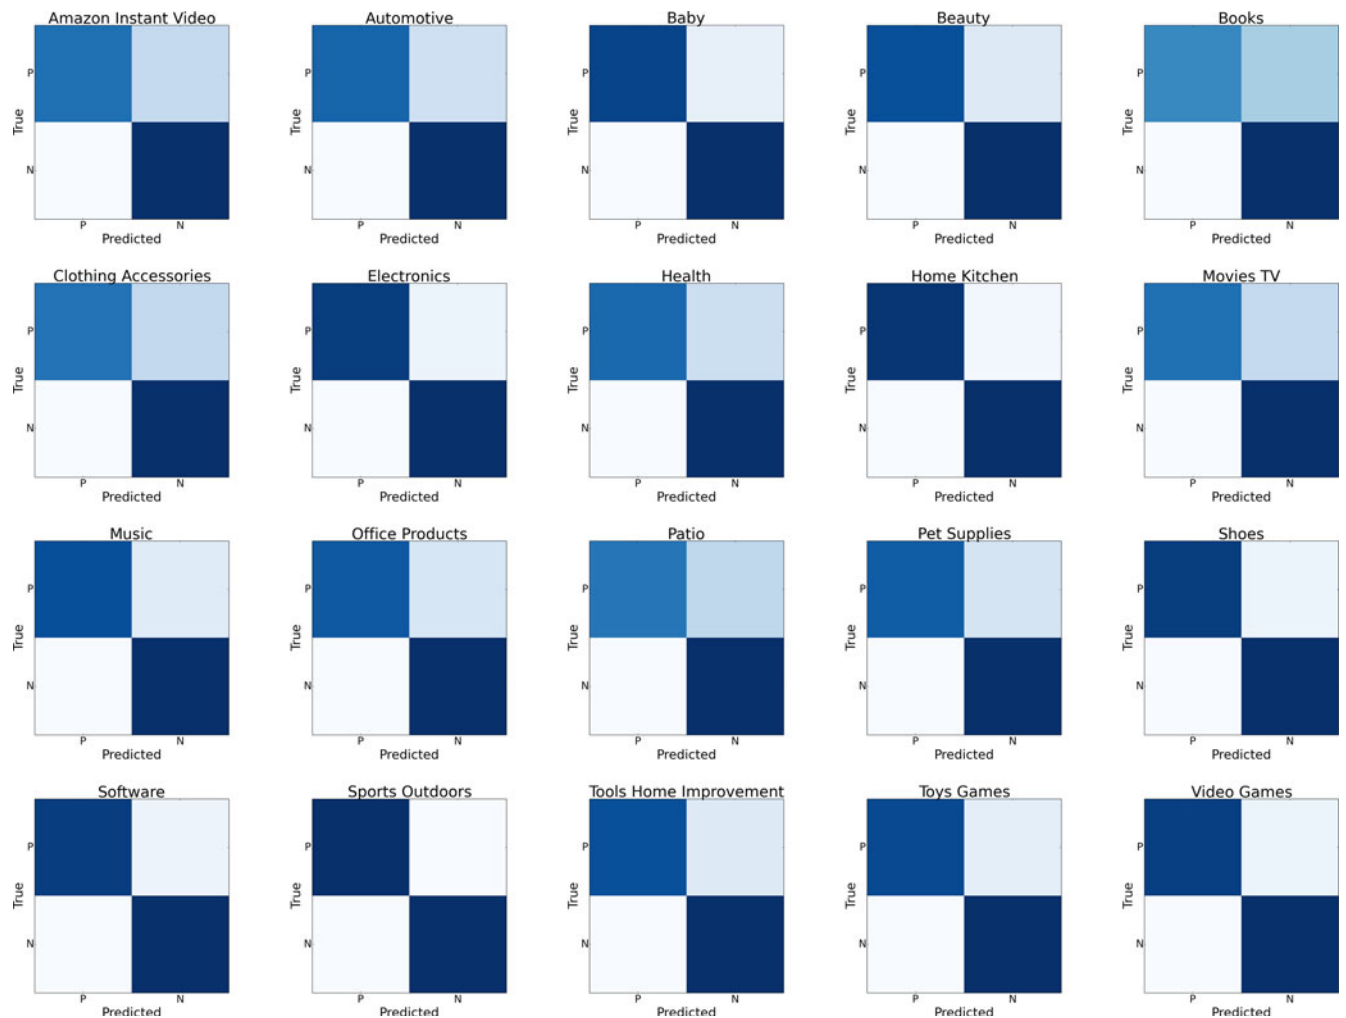 Amazon Instant Video
Automotive
Baby
Beauty
Books
P
P
P
P
P
True
True
True
True
True
N
N
N
N
N
P N
P N
P N
P N
P N
Predicted
Predicted
Predicted
Predicted
Predicted
Clothing Accessories
Electronics
Health
Home Kitchen
Movies TV
P
P
P
P
P
True
True
True
True
True
N
N
N
N
N
P N
P N
P N
P N
P N
Predicted
Predicted
Predicted
Predicted
Predicted
Music
Office Products
Patio
Pet Supplies
Shoes
P
P
P
P
P
True
True
True
True
True
N
N
N
N
N
P N
P N
P N
P N
P N
Predicted
Predicted
Predicted
Predicted
Predicted
Software
Sports Outdoors
Tools Home Improvement
Toys Games
Video Games
P
P
P
P
P
True
True
True
True
True
N
N
N
N
N
P N
P N
P N
P N
P N
Predicted
Predicted
Predicted
Predicted
Predicted